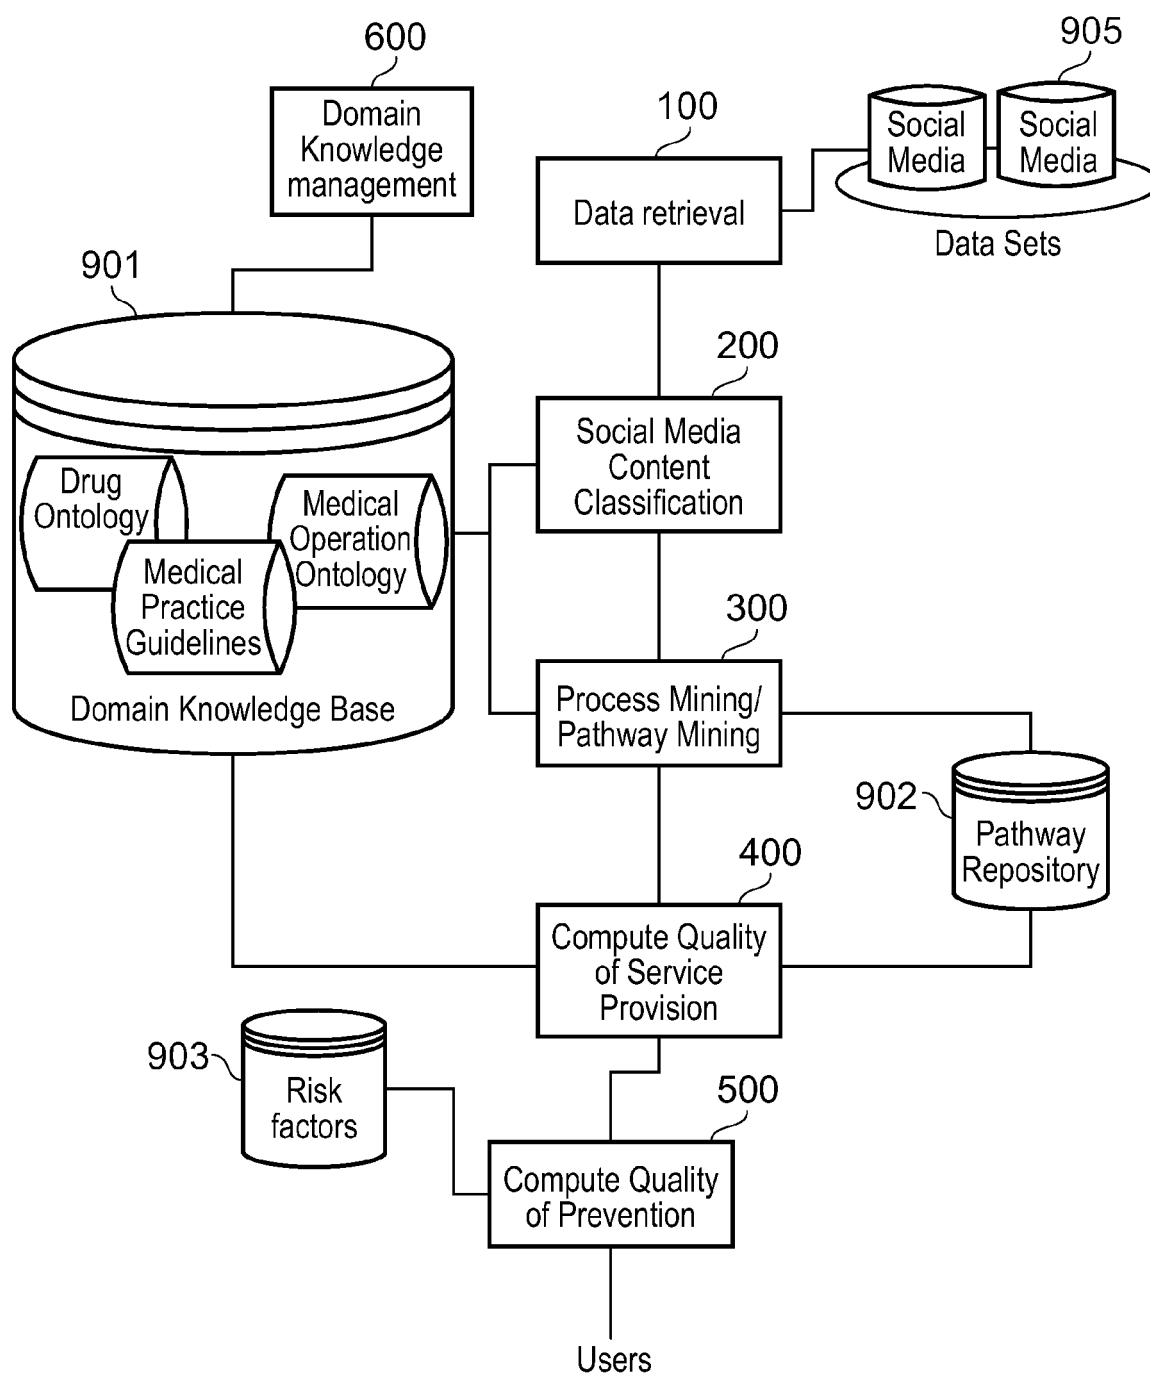 600
Domain
Knowledge
management
100
Data retrieval
905
Social
Media
Social
Media
Data Sets
901
Drug
Ontology
Medical
Operation
Ontology
Medical
Practice
Guidelines
Domain Knowledge Base
200
Social Media
Content
Classification
300
Process Mining/
Pathway Mining
902
Pathway
Repository
400
Compute Quality
of Service
Provision
903
Risk
factors
500
Compute Quality
of Prevention
Users